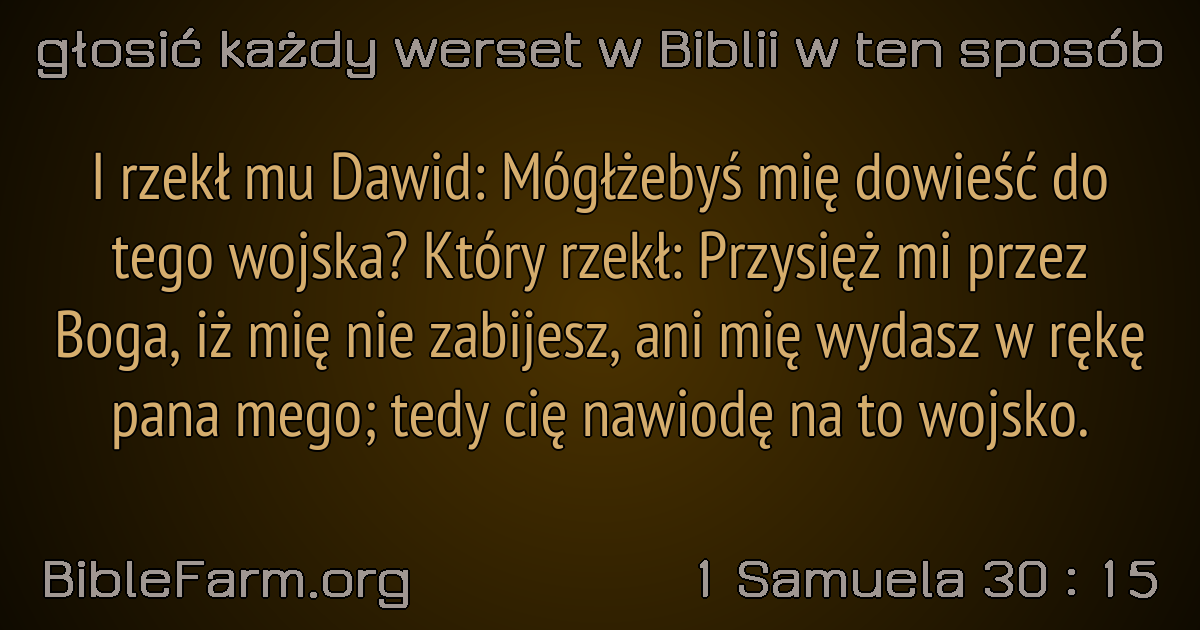 głosić każdy werset w Biblii w ten sposób
I rzekł mu Dawid: Mógłżebyś mię dowieść do
tego wojska? Który rzekł: Przysięż mi przez
Boga, iż mię nie zabijesz, ani mię wydasz w rękę
pana mego; tedy cię nawiodę na to wojsko.
BibleFarm.org
1 Samuela 30 : 15